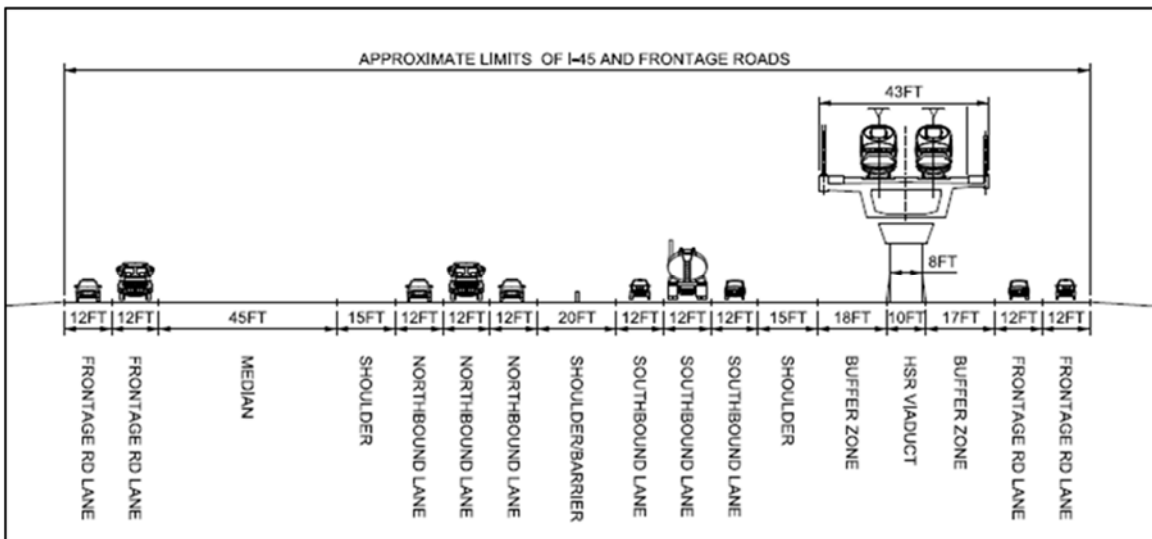 APPROXIMATE LIMITS OF I-45 AND FRONTAGE ROADS
43FT
8FT
12FT 12FT 45FT 15FT 12FT 12FT 12FT 20FT 12FT 12FT 12FT 15FT 18FT 10FT 17FT 12FT 12FT
FRONTAGE RD LANE
FRONTAGE RD LANE
MEDIAN
SHOULDER
NORTHBOUND LANE
NORTHBOUND LANE
NORTHBOUND LANE
SHOULDER/BARRIER
SOUTHBOUND LANE
SOUTHBOUND LANE
SOUTHBOUND LANE
SHOULDER
BUFFER ZONE
HSR VIADUCT
BUFFER ZONE
FRONTAGE RD LANE
FRONTAGE RD LANE